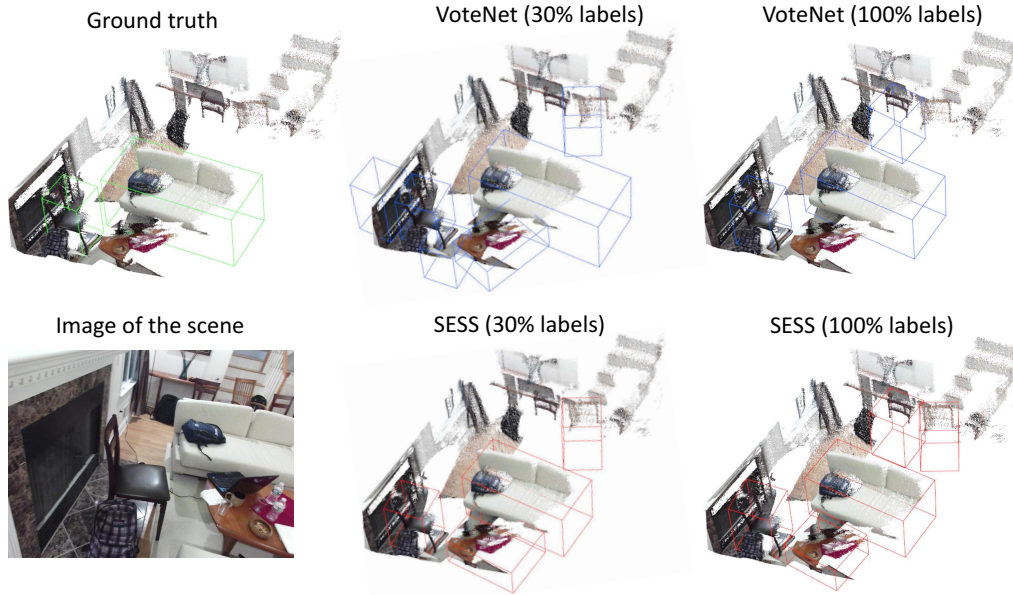 Ground truth
VoteNet (30% labels)
VoteNet (100% labels)
Image of the scene
SESS (30% labels)
SESS (100% labels)